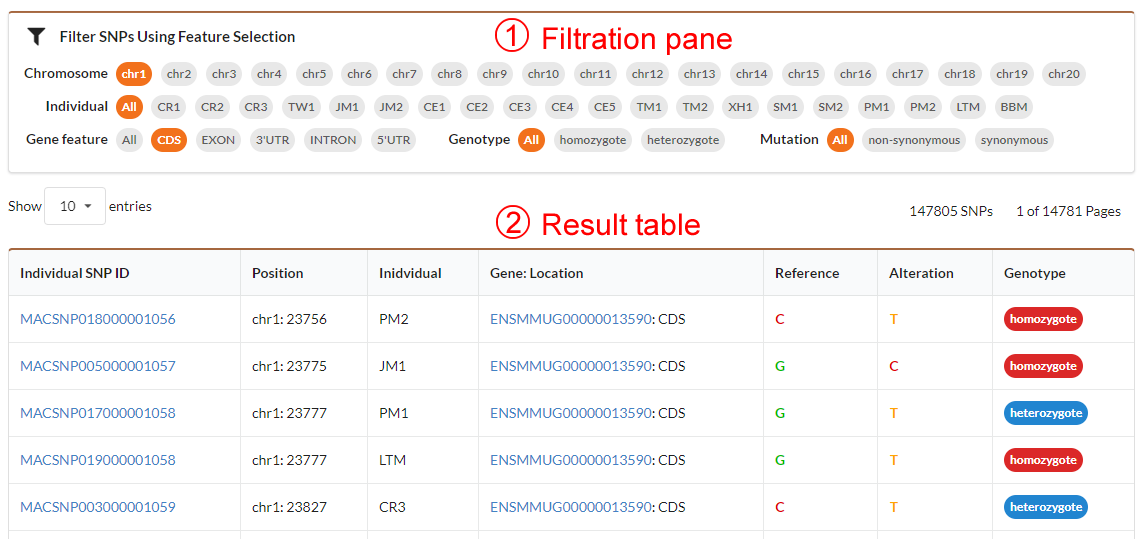 Filter SNPs Using Feature Selection
① Filtration pane
Chromosome chr1 chr2 chr3 chr4 chr5 chr6 chr7 chr8 chr9 chr10 chr11 chr12 chr13 chr14 chr15 chr16 chr17 chr18 chr19 chr20
Individual All CR1 CR2 CR3 TW1 JM1 JM2 CE1 CE2 CE3 CE4 CE5 TM1 TM2 XH1 SM1 SM2 PM1 PM2 LTM BBM
Gene feature All CDS EXON 3'UTR INTRON 5'UTR Genotype All homozygote heterozygote Mutation All non-synonymous synonymous
Show 10 entries
② Result table
147805 SNPs 1 of 14781 Pages
Individual SNP ID Position Inidvidual Gene: Location Reference Alteration Genotype
MACSNP018000001056 chr1: 23756 PM2 ENSMMUG00000013590: CDS C T homozygote
MACSNP005000001057 chr1: 23775 JM1 ENSMMUG00000013590: CDS G C homozygote
MACSNP017000001058 chr1: 23777 PM1 ENSMMUG00000013590: CDS G T heterozygote
MACSNP019000001058 chr1: 23777 LTM ENSMMUG00000013590: CDS G T homozygote
MACSNP003000001059 chr1: 23827 CR3 ENSMMUG00000013590: CDS C T heterozygote